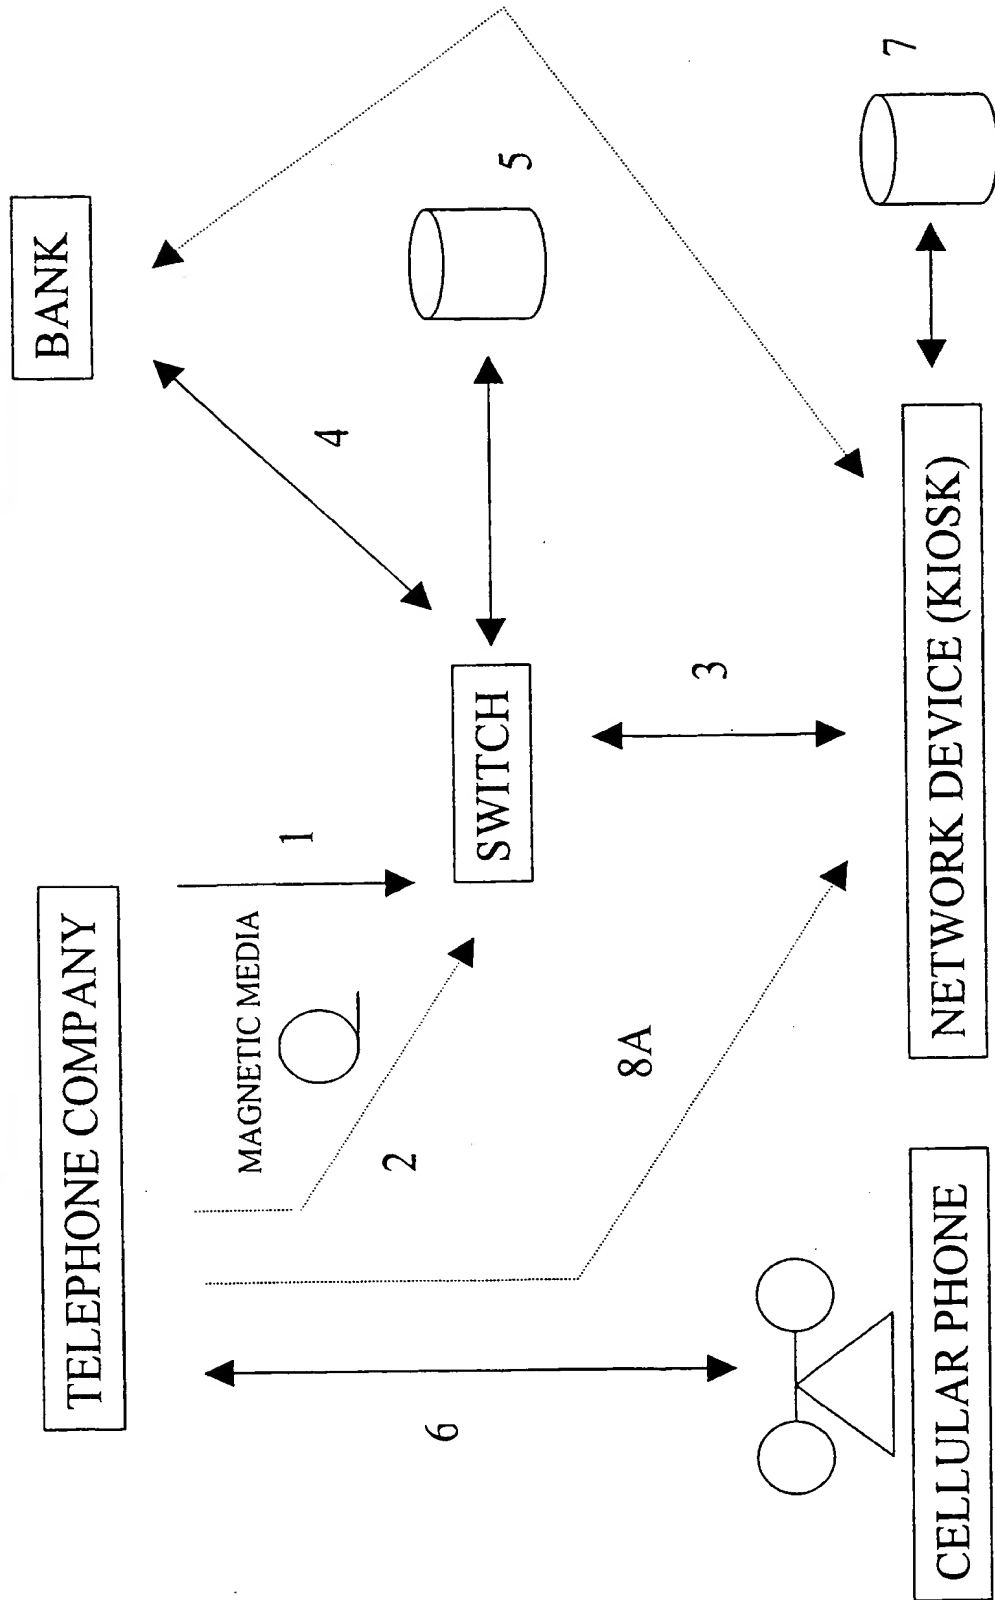 TELEPHONE COMPANY
BANK
MAGNETIC MEDIA
1
4
2
6
SWITCH
5
8A
3
7
CELLULAR PHONE
NETWORK DEVICE (KIOSK)